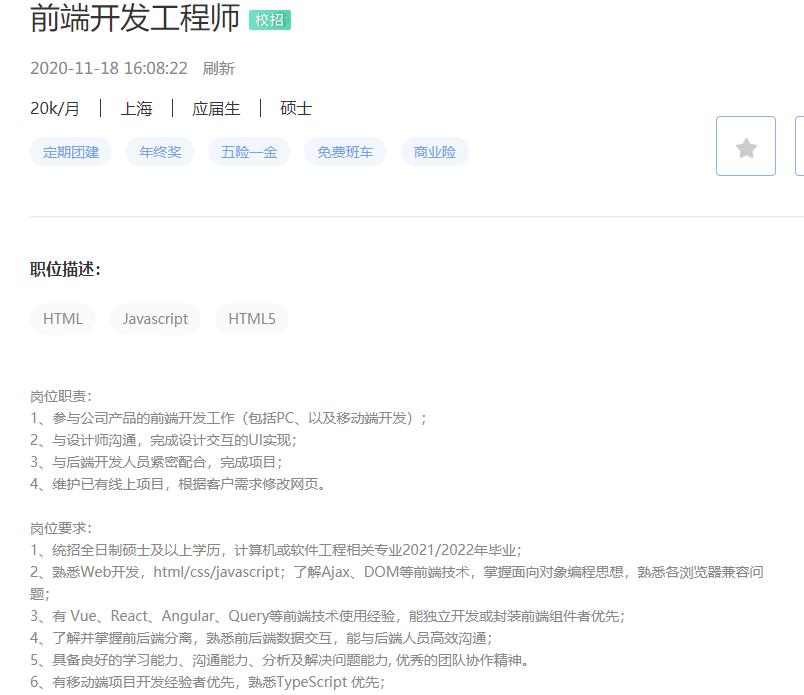 前端开发工程师 校招
2020-11-18 16:08:22 刷新
20k/月 | 上海 | 应届生 | 硕士
定期团建 年终奖 五险一金 免费班车 商业险
职位描述：
HTML Javascript HTML5
岗位职责：
1、参与公司产品的前端开发工作（包括PC、以及移动端开发）；
2、与设计师沟通，完成设计交互的UI实现；
3、与后端开发人员紧密配合，完成项目；
4、维护已有线上项目，根据客户需求修改网页。
岗位要求：
1、统招全日制硕士及以上学历，计算机或软件工程相关专业2021/2022年毕业；
2、熟悉Web开发，html/css/javascript；了解Ajax、DOM等前端技术，掌握面向对象编程思想，熟悉各浏览器兼容问
题；
3、有 Vue、React、Angular、Query等前端技术使用经验，能独立开发或封装前端组件者优先；
4、了解并掌握前后端分离，熟悉前后端数据交互，能与后端人员高效沟通；
5、具备良好的学习能力、沟通能力、分析及解决问题能力, 优秀的团队协作精神。
6、有移动端项目开发经验者优先，熟悉TypeScript 优先；